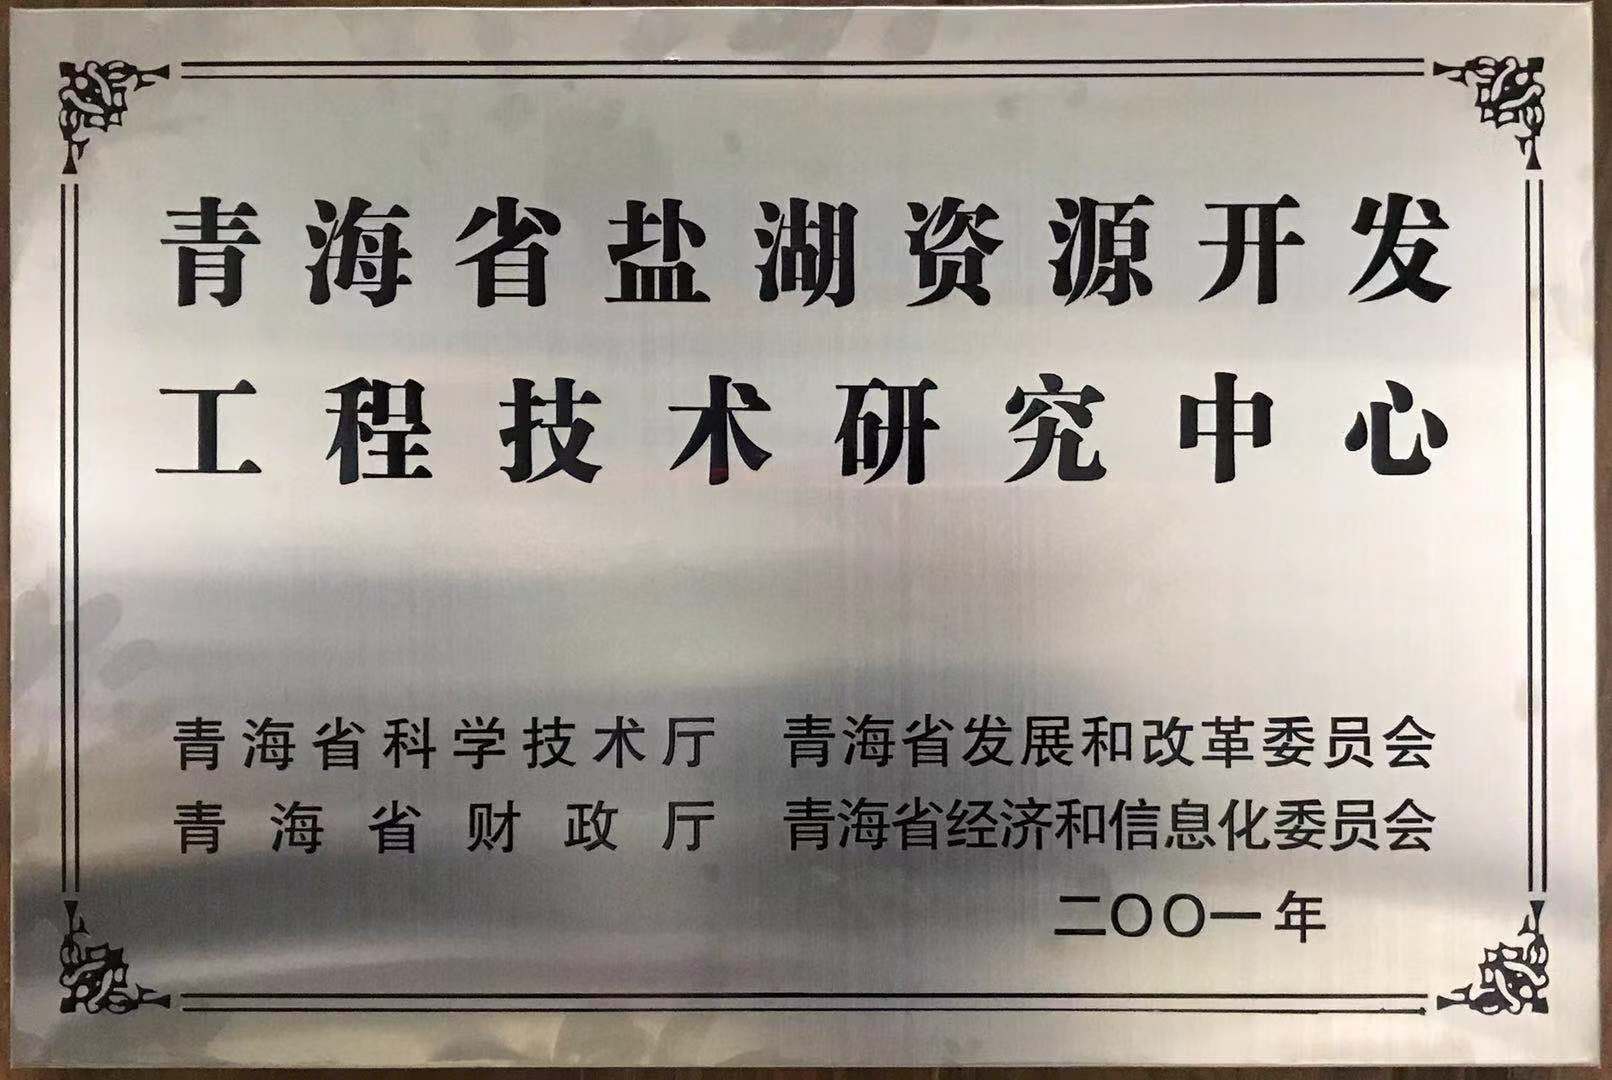 青海省盐湖资源开发
工程技术研究中心
青海省科学技术厅 青海省发展和改革委员会
青海省财政厅 青海省经济和信息化委员会
二〇〇一年